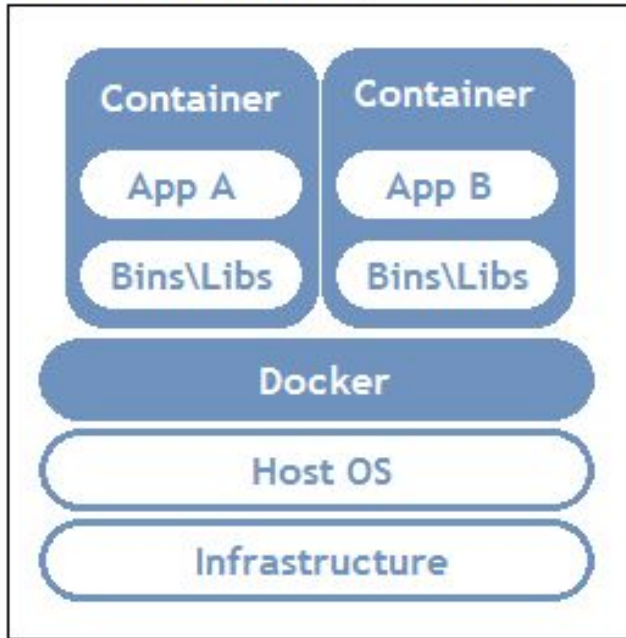 Container
Container
App A
App B
Bins\Libs
Bins\Libs
Docker
Host OS
Infrastructure